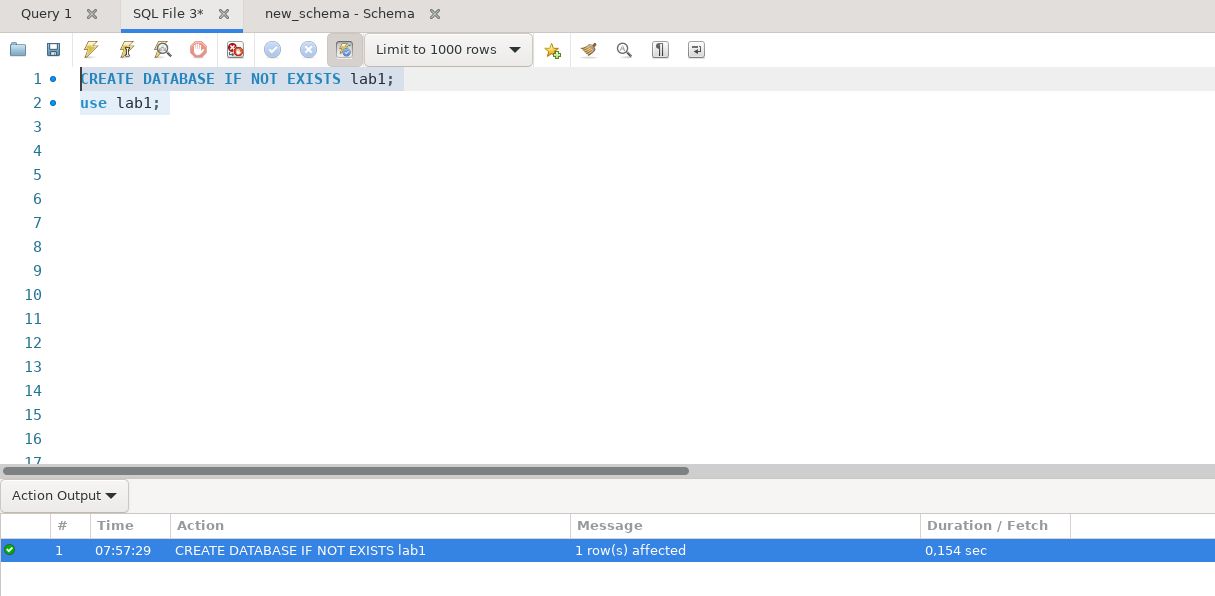 Query 1 SQL File 3* new_schema - Schema
Limit to 1000 rows
1 CREATE DATABASE IF NOT EXISTS lab1;
2 use lab1;
3
4
5
6
7
8
9
10
11
12
13
14
15
16
17
Action Output
# Time Action Message Duration / Fetch
1 07:57:29 CREATE DATABASE IF NOT EXISTS lab1 1 row(s) affected 0,154 sec